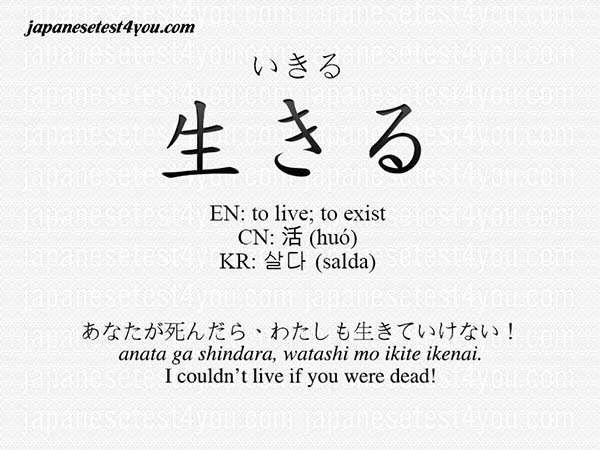 japanesetest4you.com
いきる
生きる
EN: to live; to exist
CN: 活 (huó)
KR: 살다 (salda)
あなたが死んだら、わたしも生きていけない！
anata ga shindara, watashi mo ikite ikenai.
I couldn’t live if you were dead!